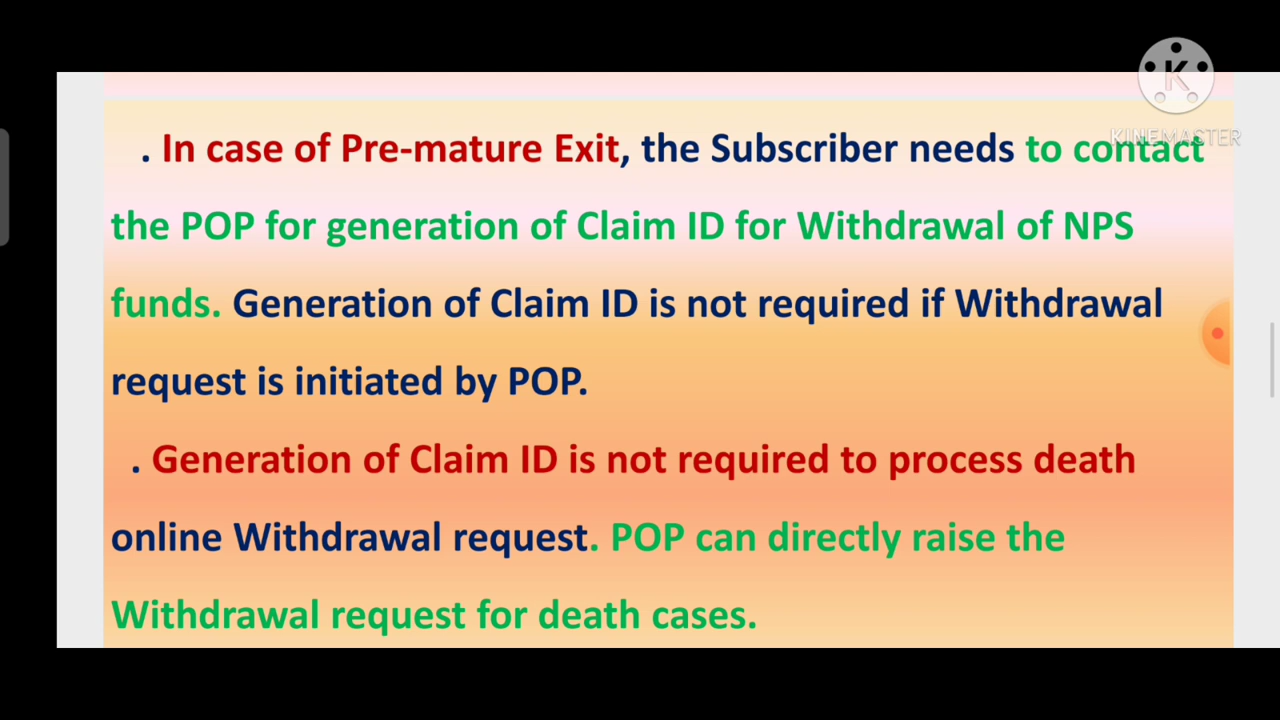 K
KINEMASTER
. In case of Pre-mature Exit, the Subscriber needs to contact
the POP for generation of Claim ID for Withdrawal of NPS
funds. Generation of Claim ID is not required if Withdrawal
request is initiated by POP.
. Generation of Claim ID is not required to process death
online Withdrawal request. POP can directly raise the
Withdrawal request for death cases.